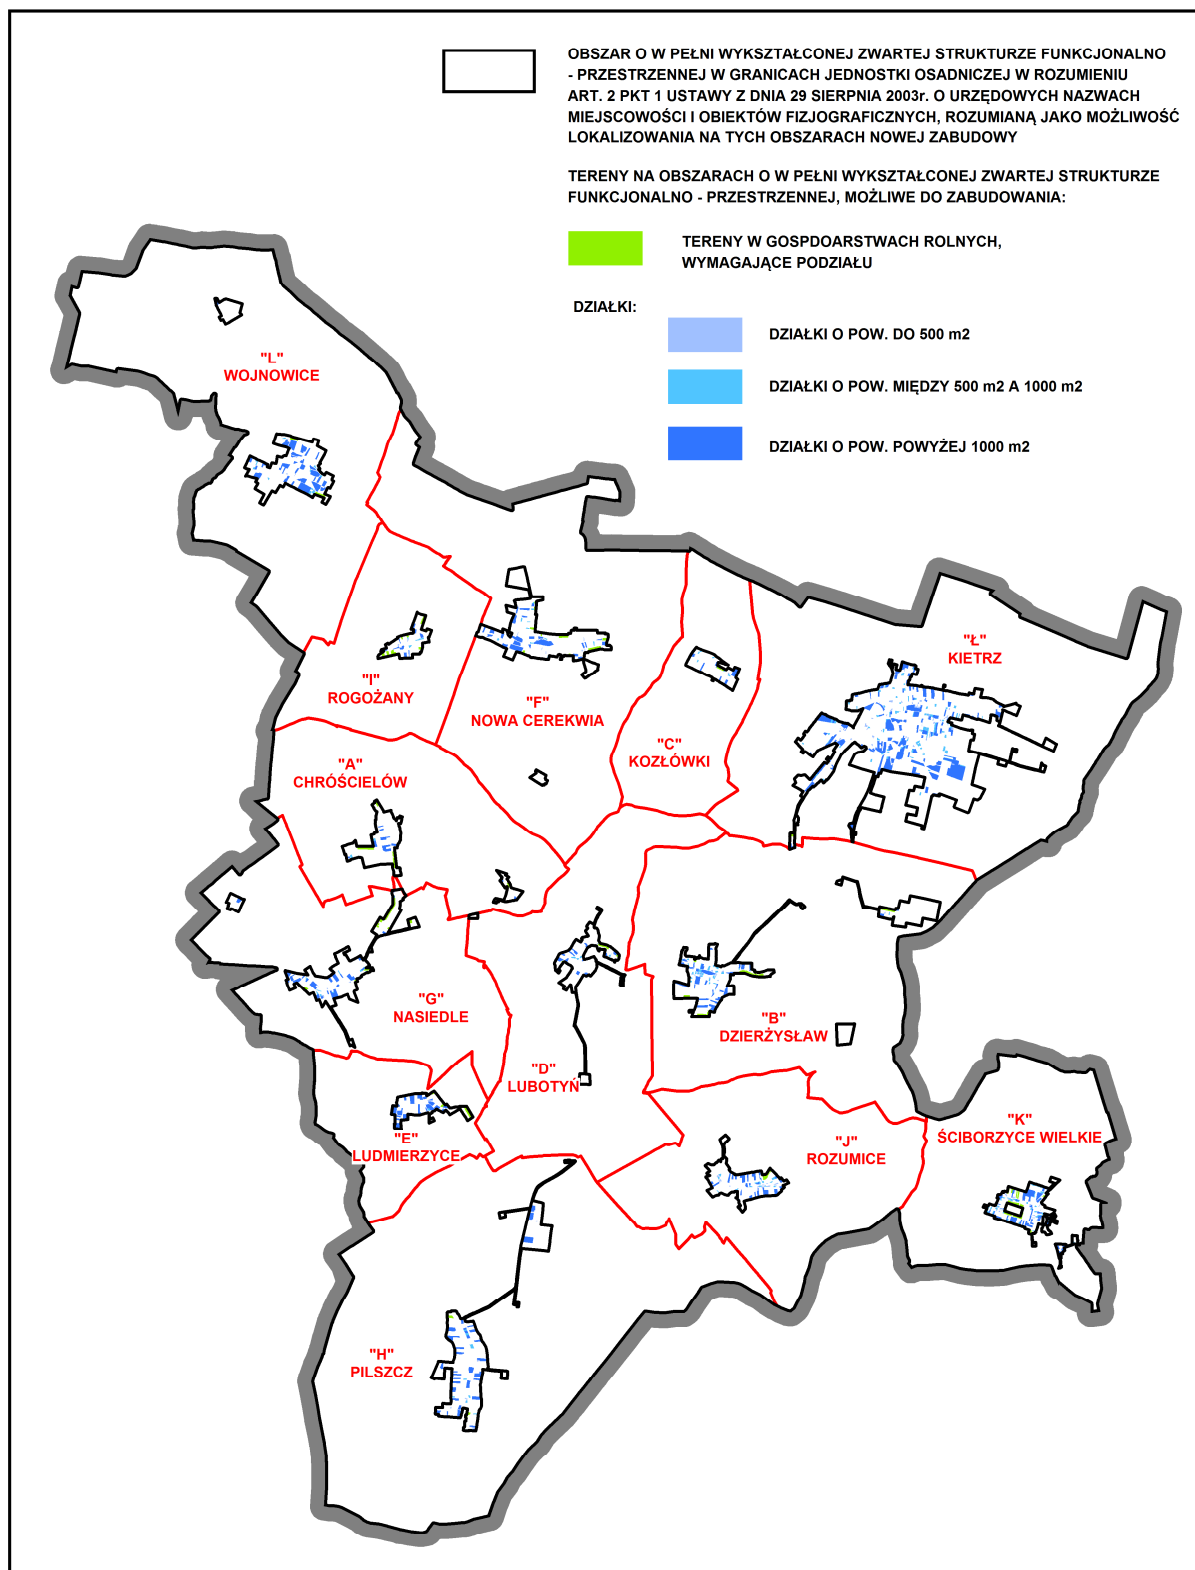 OBSZAR O W PEŁNI WYKSZTAŁCONEJ ZWARTEJ STRUKTURZE FUNKCJONALNO
- PRZESTRZENNEJ W GRANICACH JEDNOSTKI OSADNICZEJ W ROZUMIENIU
ART. 2 PKT 1 USTAWY Z DNIA 29 SIERPNIA 2003r. O URZĘDOWYCH NAZWACH
MIEJSCOWOŚCI I OBIEKTÓW FIZJOGRAFICZNYCH, ROZUMIANĄ JAKO MOŻLIWOŚĆ
LOKALIZOWANIA NA TYCH OBSZARACH NOWEJ ZABUDOWY
TERENY NA OBSZARACH O W PEŁNI WYKSZTAŁCONEJ ZWARTEJ STRUKTURZE
FUNKCJONALNO - PRZESTRZENNEJ, MOŻLIWE DO ZABUDOWANIA:
TERENY W GOSPDOARSTWACH ROLNYCH,
WYMAGAJĄCE PODZIAŁU
DZIAŁKI:
DZIAŁKI O POW. DO 500 m2
DZIAŁKI O POW. MIĘDZY 500 m2 A 1000 m2
DZIAŁKI O POW. POWYŻEJ 1000 m2
"L"
WOJNOWICE
"Ł"
KIETRZ
"I"
ROGOŻANY
"F"
NOWA CEREKWIA
"C"
KOZŁÓWKI
"A"
CHRÓŚCIELÓW
"G"
NASIEDLE
"B"
DZIERŻYSŁAW
"D"
LUBOTYŃ
"E"
LUDMIERZYCE
"J"
ROZUMICE
"K"
ŚCIBORZYCE WIELKIE
"H"
PILSZCZ